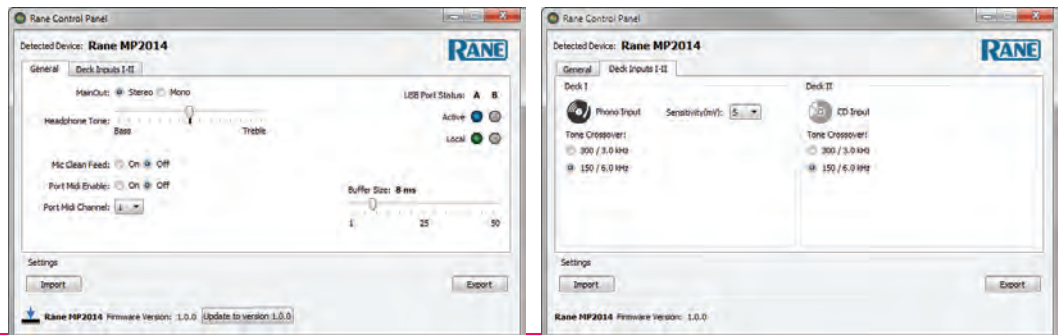 Rane Control Panel
Detected Device: Rane MP2014
RANE
General Deck Inputs I-II
MainOut: Stereo Mono
Headphone Tone:
Bass Treble
Mic Clean Feed: On Off
Port Midi Enable: On Off
Port Midi Channel: 1
USB Port Status: A B
Active
Local
Buffer Size: 8 ms
1 25 50
Settings
Import Export
Rane MP2014 Firmware Version: 1.0.0 Update to version 1.0.0
Rane Control Panel
Detected Device: Rane MP2014
RANE
General Deck Inputs I-II
Deck I
Phono Input Sensitivity(mV): 5
Tone Crossover:
300 / 3.0 kHz
150 / 6.0 kHz
Deck II
CD Input
Tone Crossover:
300 / 3.0 kHz
150 / 6.0 kHz
Settings
Import Export
Rane MP2014 Firmware Version: 1.0.0